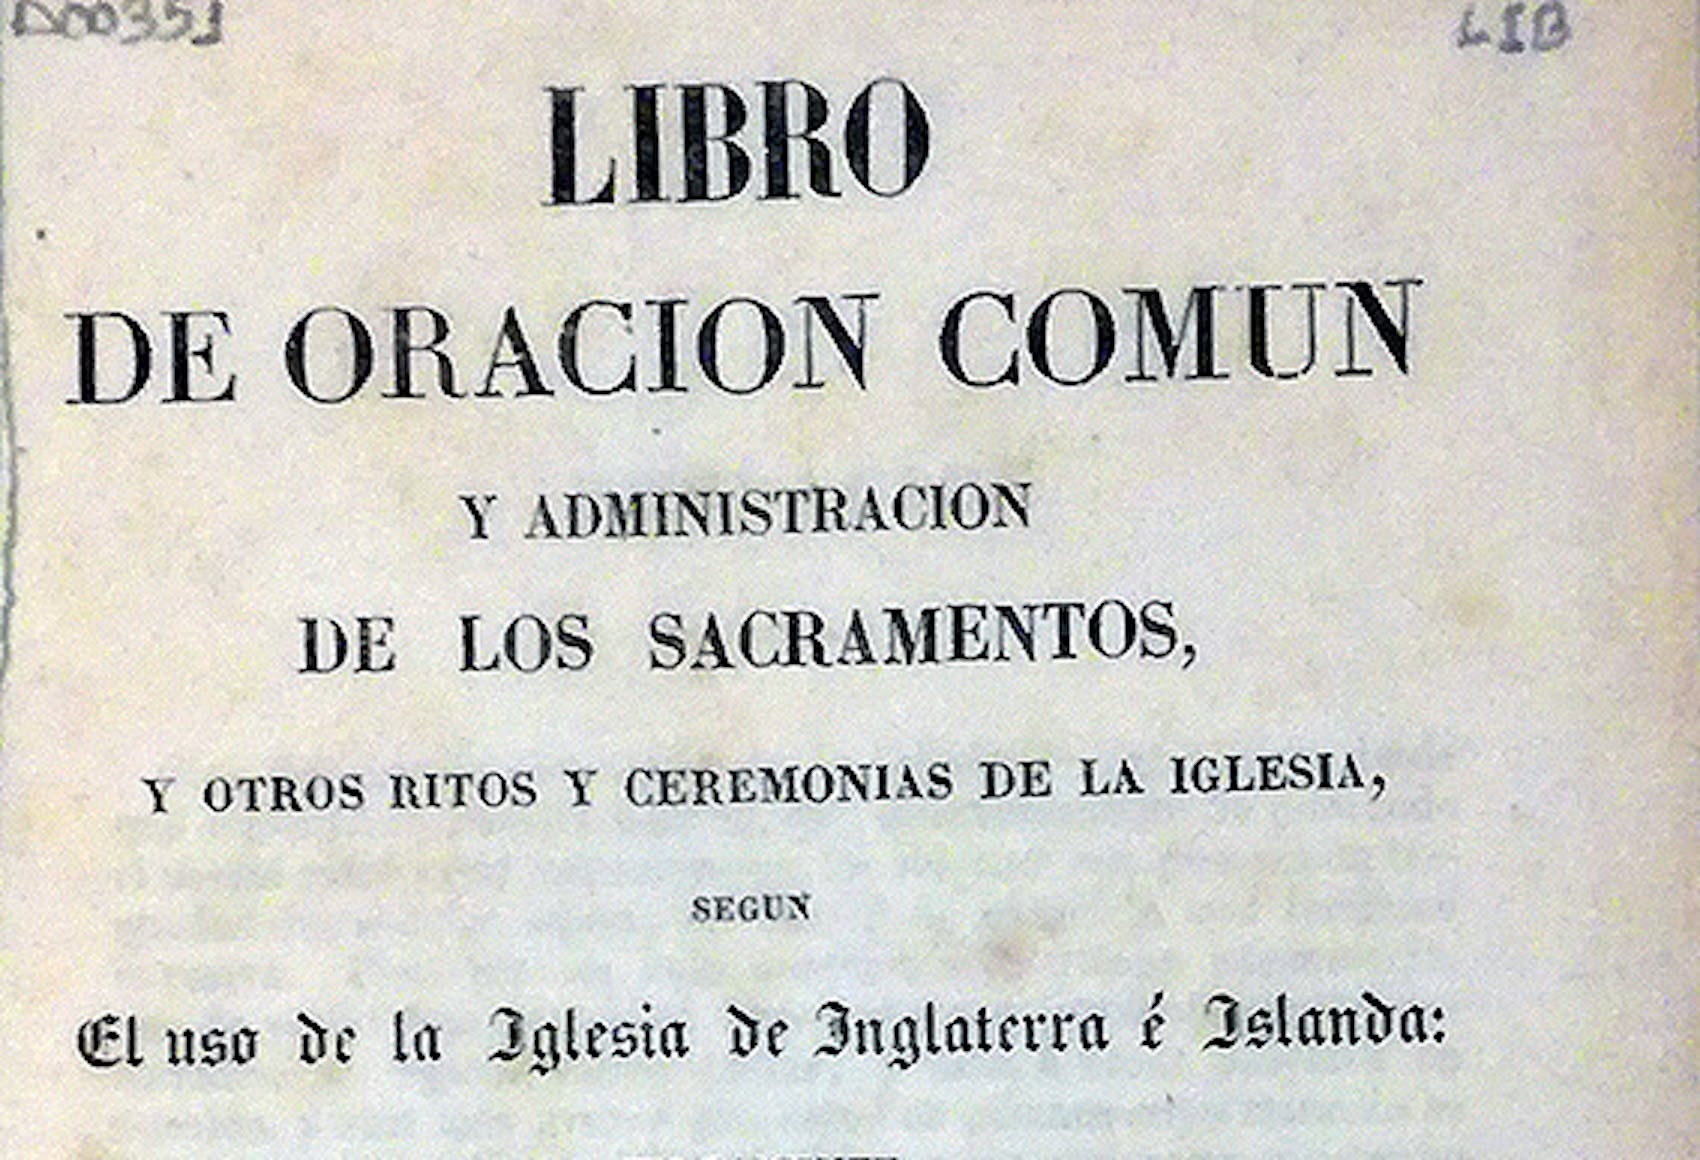 D00351 LIB
LIBRO
DE ORACION COMUN
Y ADMINISTRACION
DE LOS SACRAMENTOS,
Y OTROS RITOS Y CEREMONIAS DE LA IGLESIA,
SEGUN
El uso de la Iglesia de Inglaterra é Islanda: